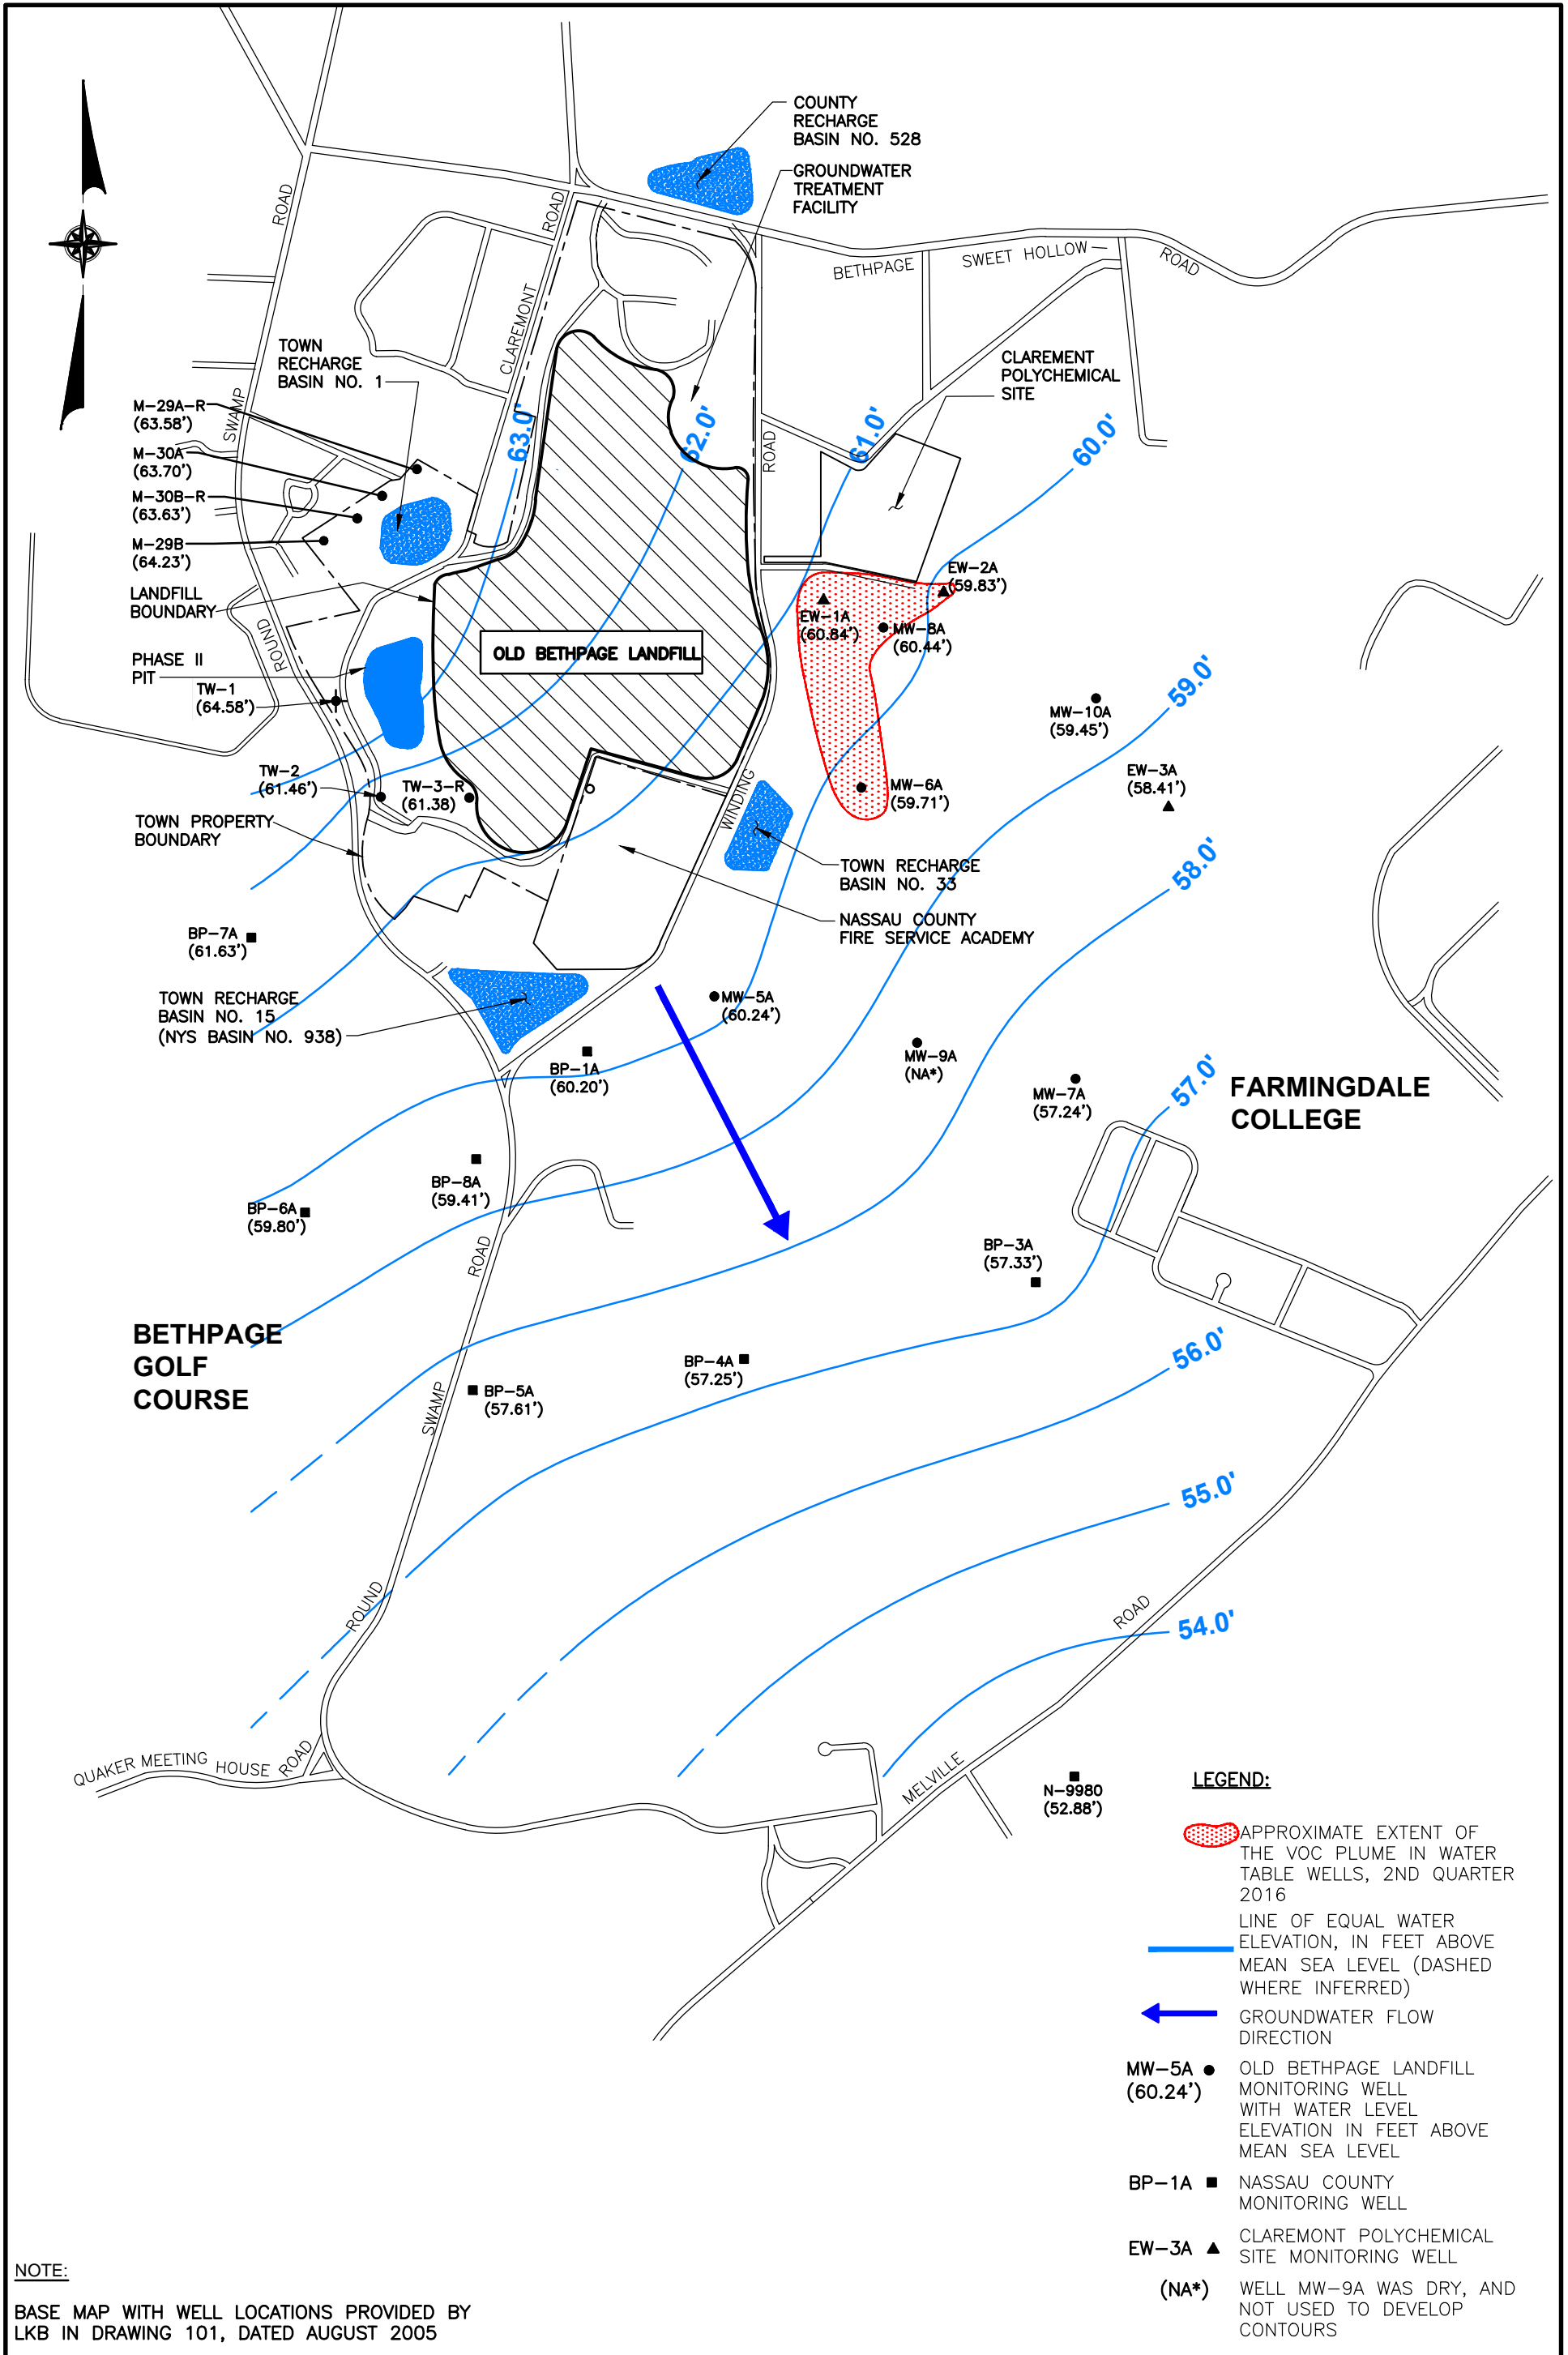 COUNTY
RECHARGE
BASIN NO. 528
GROUNDWATER
TREATMENT
FACILITY
ROAD
ROAD
BETHPAGE
SWEET HOLLOW
ROAD
CLAREMONT
TOWN
RECHARGE
BASIN NO. 1
CLAREMENT
POLYCHEMICAL
SITE
SWAMP
M-29A-R
(63.58')
M-30A
(63.70')
M-30B-R
(63.63')
M-29B
(64.23')
63.0'
62.0'
61.0'
60.0'
ROAD
LANDFILL
BOUNDARY
EW-2A
(59.83')
EW-1A
(60.84')
MW-8A
(60.44')
ROUND
OLD BETHPAGE LANDFILL
PHASE II
PIT
TW-1
(64.58')
59.0'
MW-10A
(59.45')
TW-2
(61.46')
TW-3-R
(61.38)
EW-3A
(58.41')
MW-6A
(59.71')
WINDING
TOWN PROPERTY
BOUNDARY
TOWN RECHARGE
BASIN NO. 33
58.0'
NASSAU COUNTY
FIRE SERVICE ACADEMY
BP-7A
(61.63')
TOWN RECHARGE
BASIN NO. 15
(NYS BASIN NO. 938)
MW-5A
(60.24')
BP-1A
(60.20')
MW-9A
(NA*)
MW-7A
(57.24')
57.0'
FARMINGDALE
COLLEGE
BP-8A
(59.41')
BP-6A
(59.80')
ROAD
BP-3A
(57.33')
BETHPAGE
GOLF
COURSE
56.0'
BP-4A
(57.25')
BP-5A
(57.61')
SWAMP
55.0'
ROUND
ROAD
54.0'
QUAKER MEETING HOUSE ROAD
MELVILLE
N-9980
(52.88')
LEGEND:
APPROXIMATE EXTENT OF
THE VOC PLUME IN WATER
TABLE WELLS, 2ND QUARTER
2016
LINE OF EQUAL WATER
ELEVATION, IN FEET ABOVE
MEAN SEA LEVEL (DASHED
WHERE INFERRED)
GROUNDWATER FLOW
DIRECTION
MW-5A
(60.24')
OLD BETHPAGE LANDFILL
MONITORING WELL
WITH WATER LEVEL
ELEVATION IN FEET ABOVE
MEAN SEA LEVEL
BP-1A
NASSAU COUNTY
MONITORING WELL
EW-3A
CLAREMONT POLYCHEMICAL
SITE MONITORING WELL
(NA*)
WELL MW-9A WAS DRY, AND
NOT USED TO DEVELOP
CONTOURS
NOTE:
BASE MAP WITH WELL LOCATIONS PROVIDED BY
LKB IN DRAWING 101, DATED AUGUST 2005